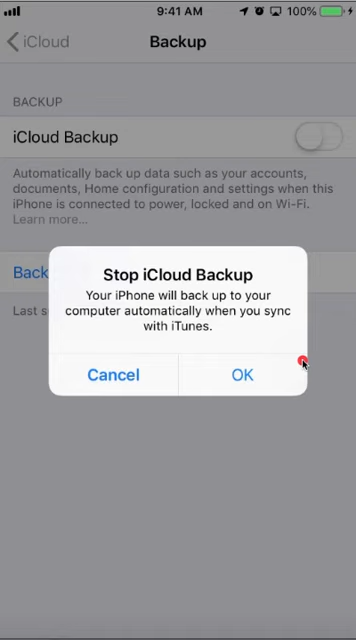 9:41 AM 100%
iCloud Backup
BACKUP
iCloud Backup
Automatically back up data such as your accounts,
documents, Home configuration and settings when this
iPhone is connected to power, locked and on Wi-Fi.
Learn more...
Back
Last s
Stop iCloud Backup
Your iPhone will back up to your
computer automatically when you sync
with iTunes.
Cancel OK